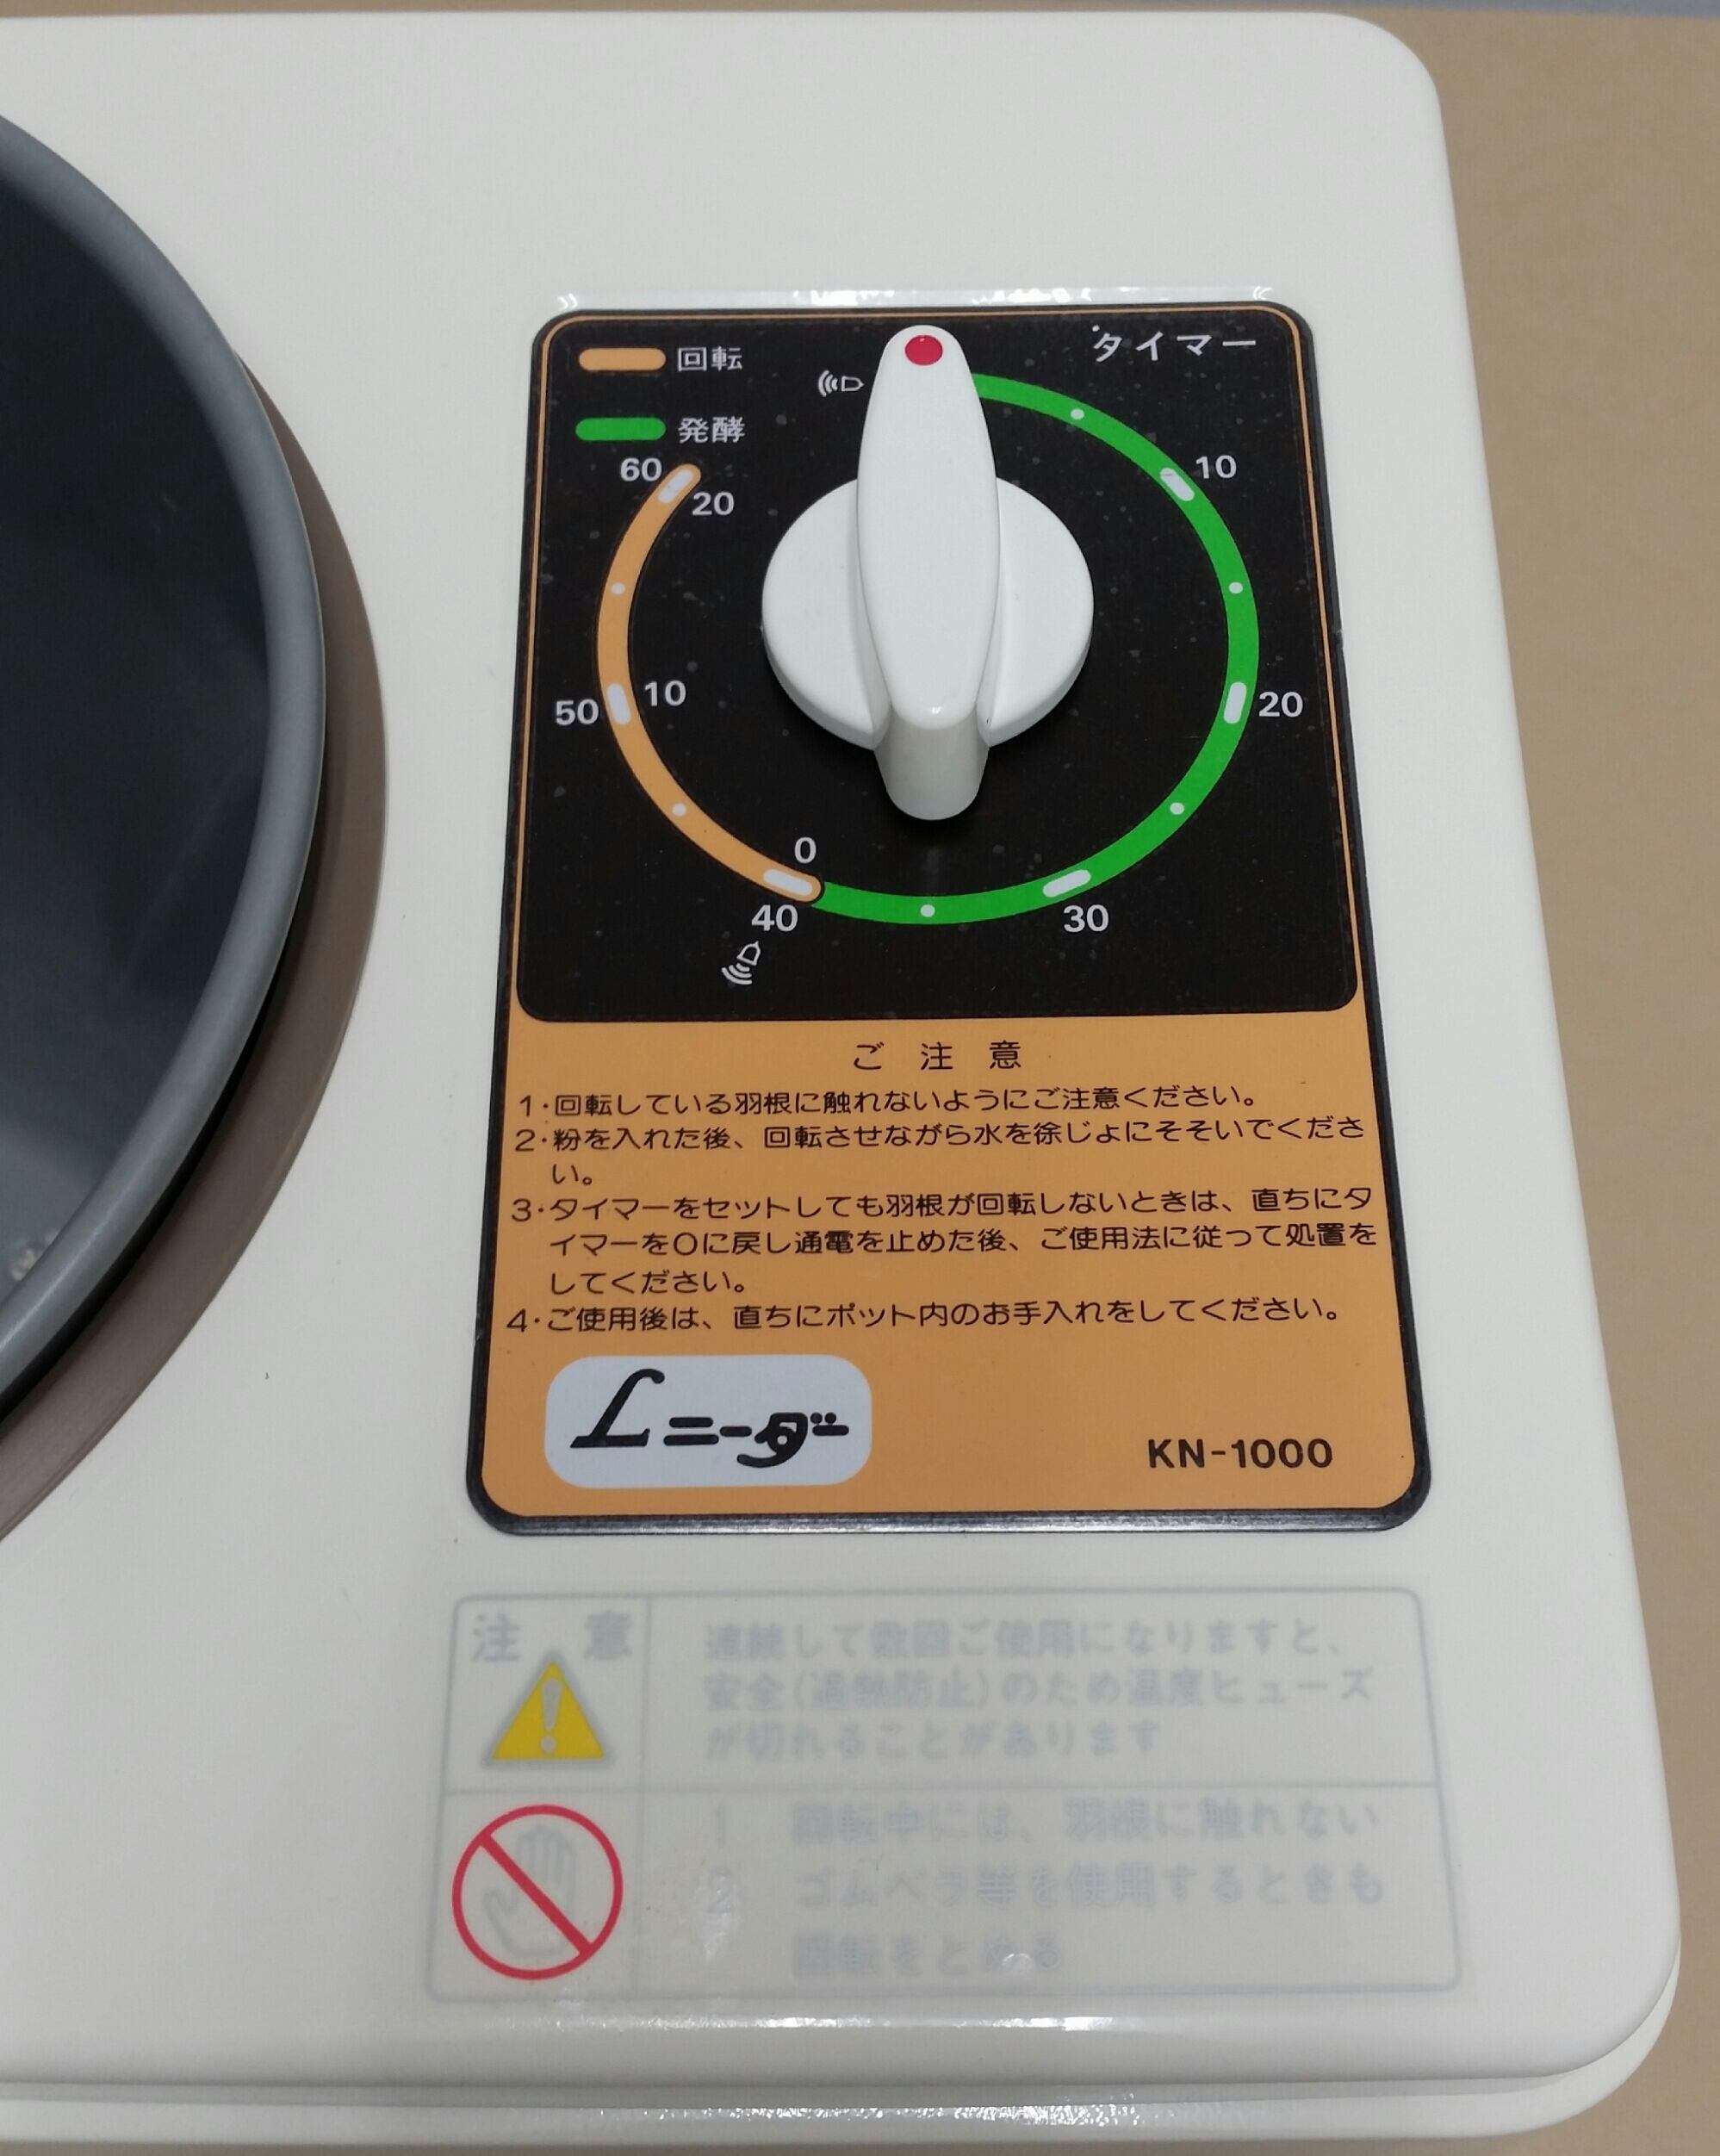 回転
タイマー
発酵
60
20
10
50
10
20
0
40
30
ご注意
1・回転している羽根に触れないようにご注意ください。
2・粉を入れた後、回転させながら水を徐じょにそそいでくださ
い。
3・タイマーをセットしても羽根が回転しないときは、直ちにタ
イマーを〇に戻し通電を止めた後、ご使用法に従って処置を
してください。
4・ご使用後は、直ちにポット内のお手入れをしてください。
Lニーダー
KN-1000
注意
連続して数回ご使用になりますと、
安全(過熱防止)のため温度ヒューズ
が切れることがあります
1 回転中には、羽根に触れない
2 ゴムベラ等を使用するときも
回転をとめる